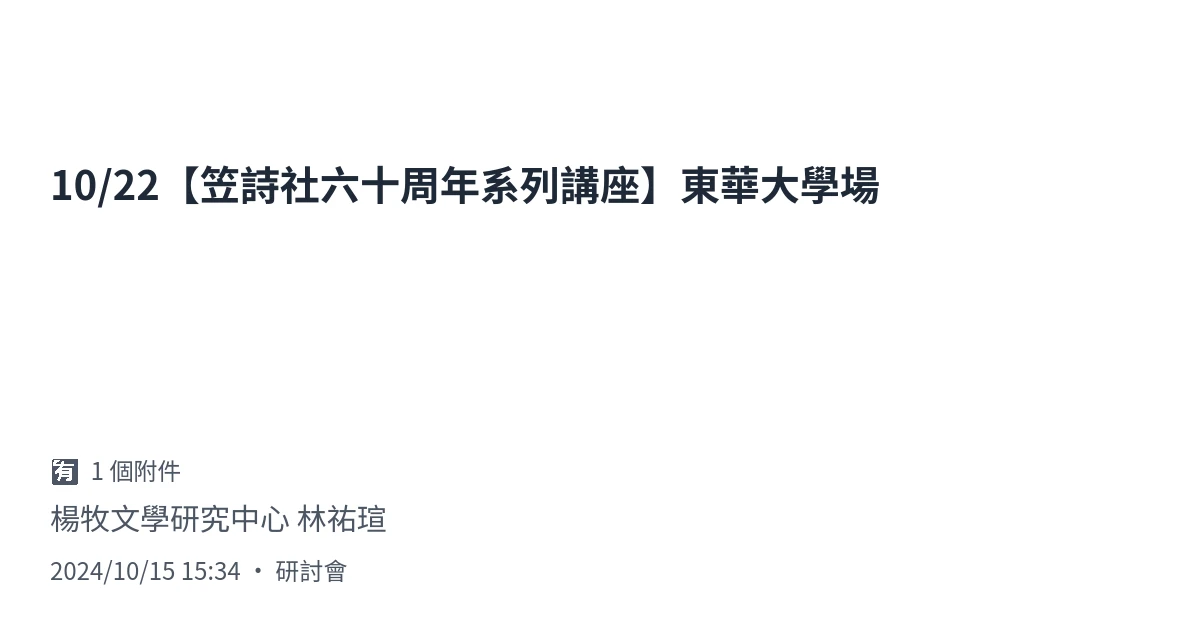 10/22【笠詩社六十周年系列講座】東華大學場
有 1 個附件
楊牧文學研究中心 林祐瑄
2024/10/15 15:34 • 研討會